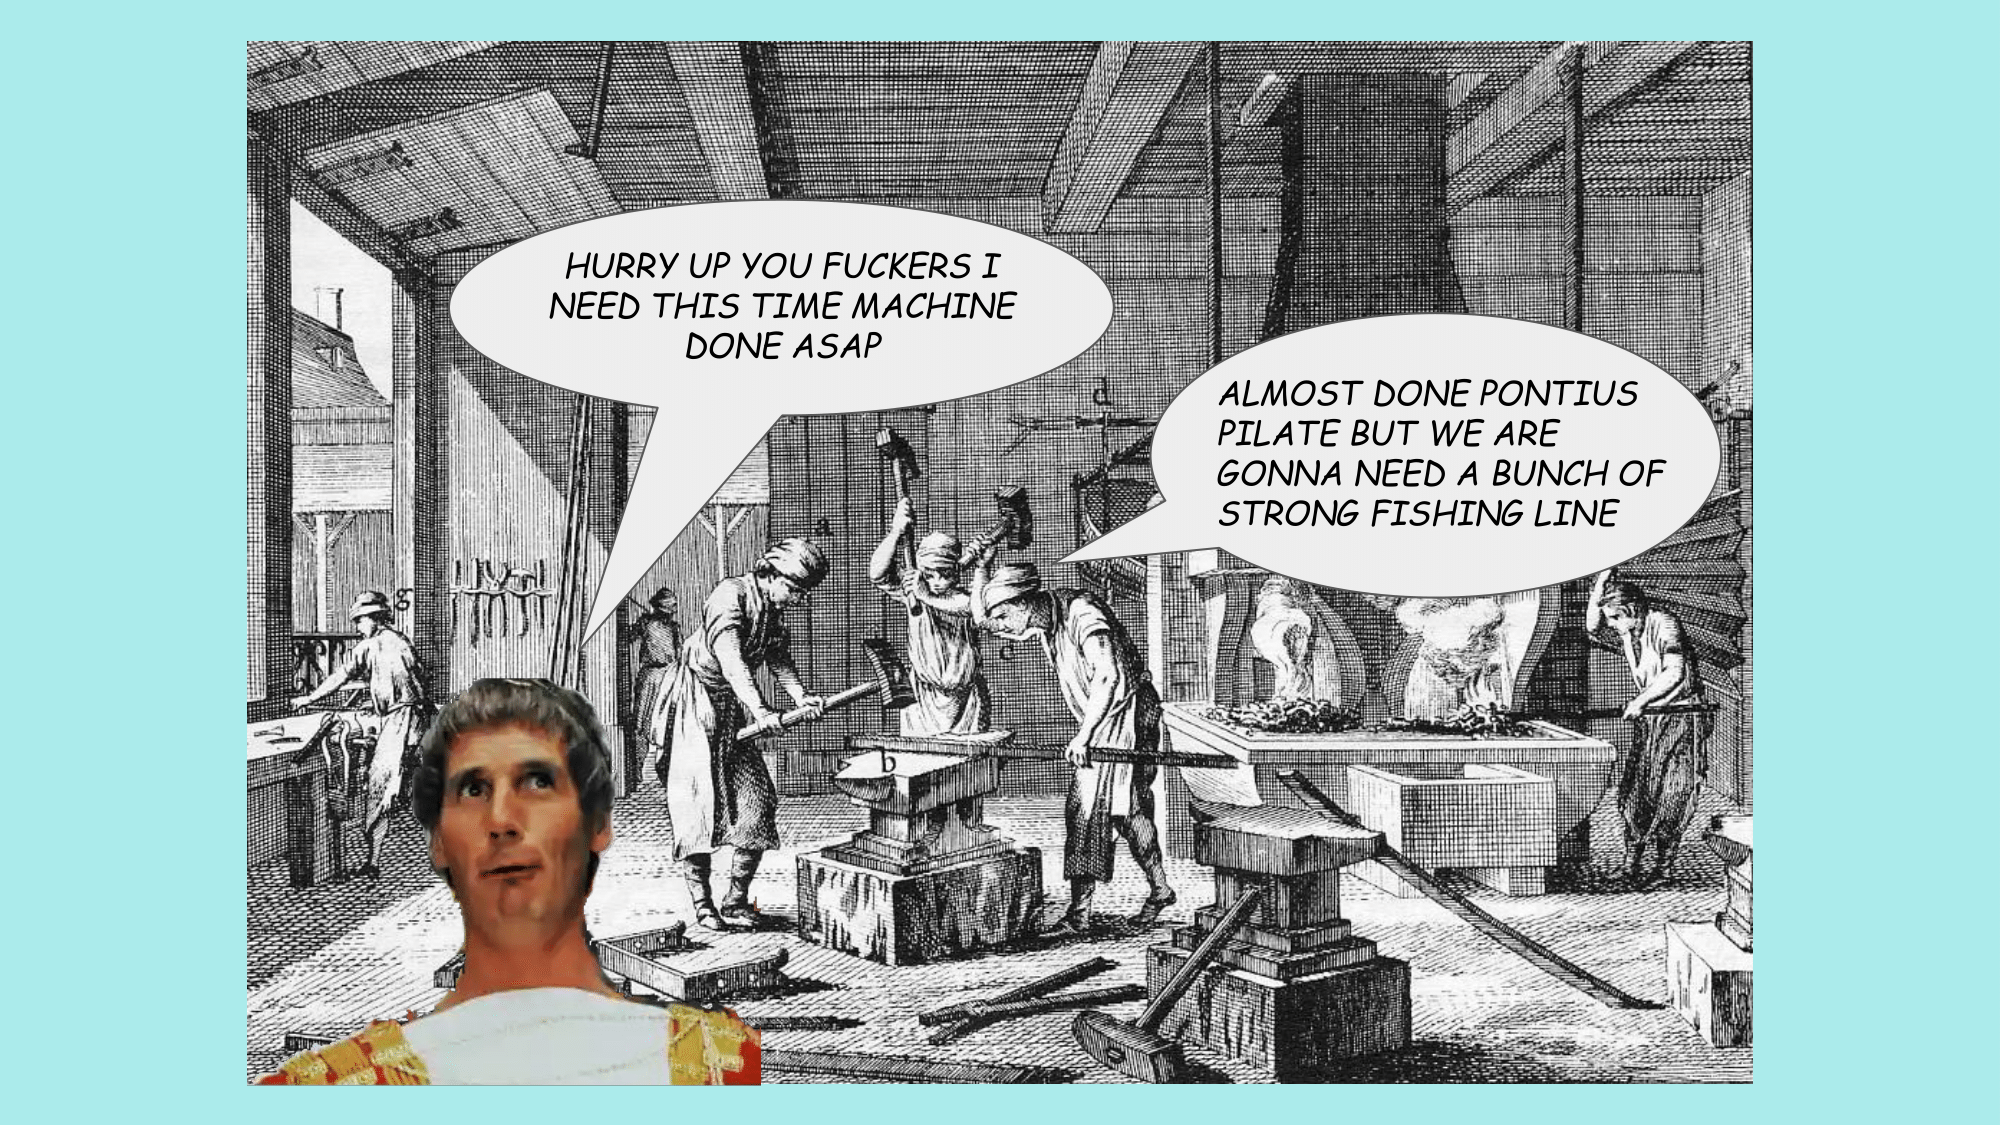 HURRY UP YOU FUCKERS I
NEED THIS TIME MACHINE
DONE ASAP
ALMOST DONE PONTIUS
PILATE BUT WE ARE
GONNA NEED A BUNCH OF
STRONG FISHING LINE
d
a
g
c
b